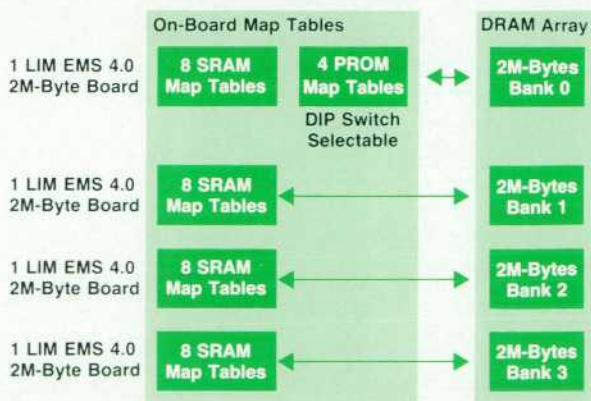 On-Board Map Tables
DRAM Array
1 LIM EMS 4.0
2M-Byte Board
8 SRAM
Map Tables
4 PROM
Map Tables
DIP Switch
Selectable
2M-Bytes
Bank 0
1 LIM EMS 4.0
2M-Byte Board
8 SRAM
Map Tables
2M-Bytes
Bank 1
1 LIM EMS 4.0
2M-Byte Board
8 SRAM
Map Tables
2M-Bytes
Bank 2
1 LIM EMS 4.0
2M-Byte Board
8 SRAM
Map Tables
2M-Bytes
Bank 3